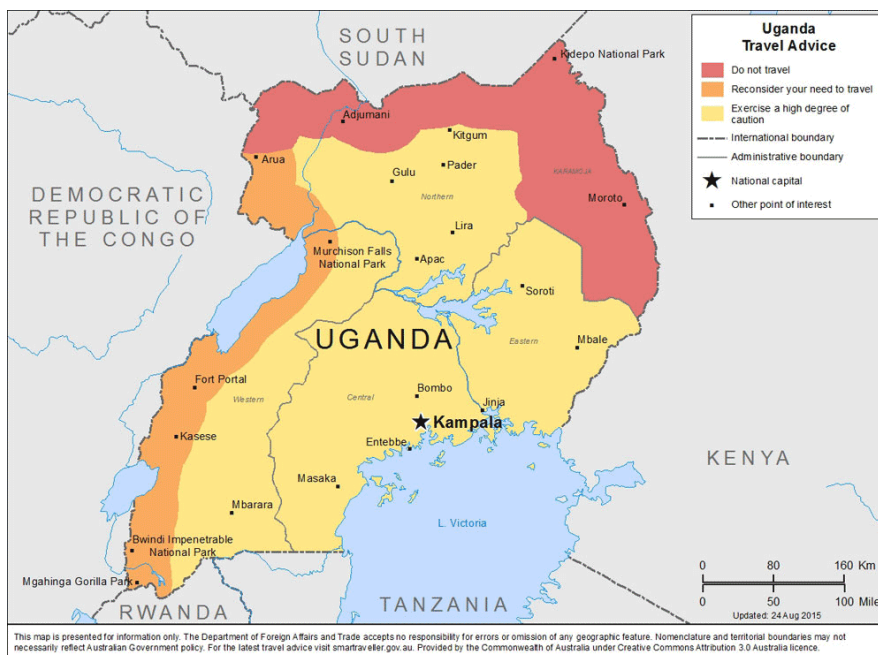 SOUTH
SUDAN
Uganda
Travel Advice
Do not travel
Reconsider your need to travel
Exercise a high degree of
caution
International boundary
Administrative boundary
National capital
Other point of interest
Kidepo National Park
Adjumani
Kitgum
Arua
Pader
Gulu
KARAMOJA
Northern
Moroto
DEMOCRATIC
REPUBLIC OF
THE CONGO
Lira
Murchison Falls
National Park
Apac
Soroti
UGANDA
Mbale
Eastern
Fort Portal
Bombo
Western
Central
Jinja
Kampala
Kasese
Entebbe
KENYA
Masaka
Mbarara
L. Victoria
Bwindi Impenetrable
National Park
Mgahinga Gorilla Park
RWANDA
TANZANIA
0 80 160 Km
0 50 100 Mile
Updated: 24 Aug 2015
This map is presented for information only. The Department of Foreign Affairs and Trade accepts no responsibility for errors or omission of any geographic feature. Nomenclature and territorial boundaries may not
necessarily reflect Australian Government policy. For the latest travel advice visit smartraveller.gov.au. Provided by the Commonwealth of Australia under Creative Commons Attribution 3.0 Australia licence.